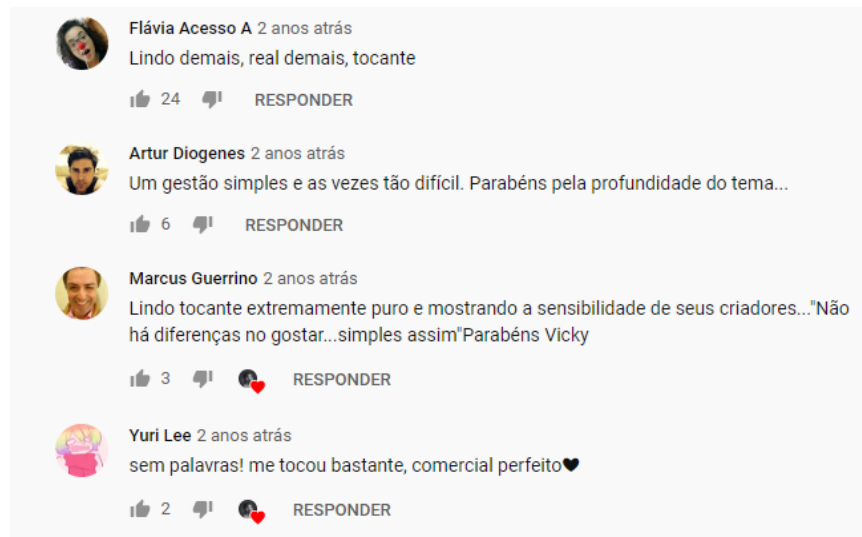 Flávia Acesso A 2 anos atrás
Lindo demais, real demais, tocante
24 RESPONDER
Artur Diogenes 2 anos atrás
Um gestão simples e as vezes tão difícil. Parabéns pela profundidade do tema...
6 RESPONDER
Marcus Guerrino 2 anos atrás
Lindo tocante extremamente puro e mostrando a sensibilidade de seus criadores..."Não
há diferenças no gostar...simples assim"Parabéns Vicky
3 RESPONDER
Yuri Lee 2 anos atrás
sem palavras! me tocou bastante, comercial perfeito🖤
2 RESPONDER